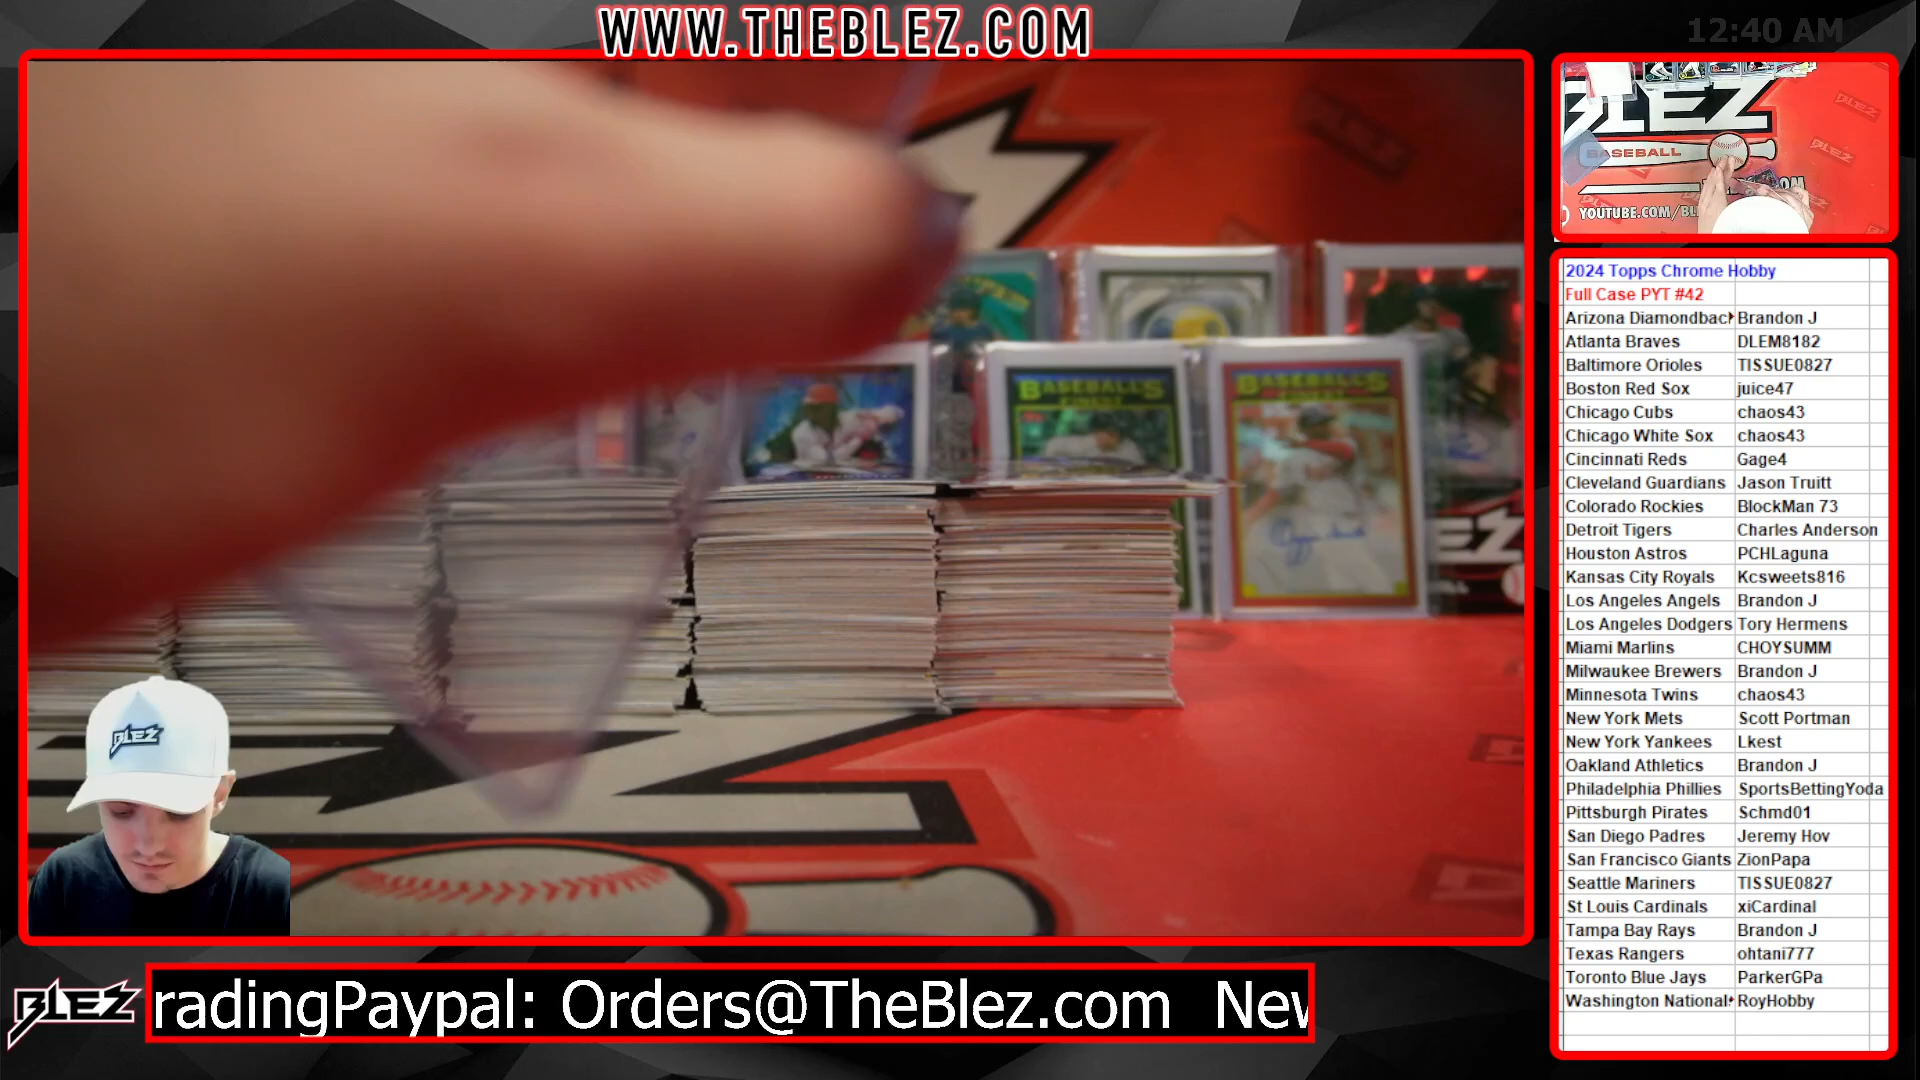 WWW.THEBLEZ.COM
12:40 AM
BLEZ
BASEBALL
YOUTUBE.COM/BL
2024 Topps Chrome Hobby
Full Case PYT #42
Arizona Diamondbac Brandon J
Atlanta Braves DLEM8182
Baltimore Orioles TISSUE0827
Boston Red Sox juice47
Chicago Cubs chaos43
Chicago White Sox chaos43
Cincinnati Reds Gage4
Cleveland Guardians Jason Truitt
Colorado Rockies BlockMan 73
Detroit Tigers Charles Anderson
Houston Astros PCHLaguna
Kansas City Royals Kcsweets816
Los Angeles Angels Brandon J
Los Angeles Dodgers Tory Hermens
Miami Marlins CHOYSUMM
Milwaukee Brewers Brandon J
Minnesota Twins chaos43
New York Mets Scott Portman
New York Yankees Lkest
Oakland Athletics Brandon J
Philadelphia Phillies SportsBettingYoda
Pittsburgh Pirates Schmd01
San Diego Padres Jeremy Hov
San Francisco Giants ZionPapa
Seattle Mariners TISSUE0827
St Louis Cardinals xiCardinal
Tampa Bay Rays Brandon J
Texas Rangers ohtani777
Toronto Blue Jays ParkerGPa
Washington National RoyHobby
BASEBALL'S
FINEST
BASEBALL'S
FINEST
BLEZ
BLEZ
radingPaypal: Orders@TheBlez.com New